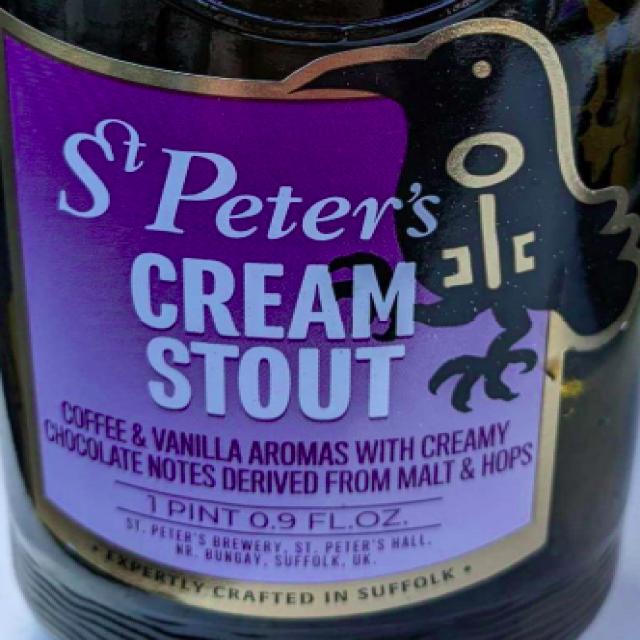 St Peter's
CREAM
STOUT
COFFEE & VANILLA AROMAS WITH CREAMY
CHOCOLATE NOTES DERIVED FROM MALT & HOPS
1 PINT 0.9 FL.OZ.
ST. PETER'S BREWERY, ST. PETER'S HALL,
NR. BUNGAY, SUFFOLK, UK.
• EXPERTLY CRAFTED IN SUFFOLK •